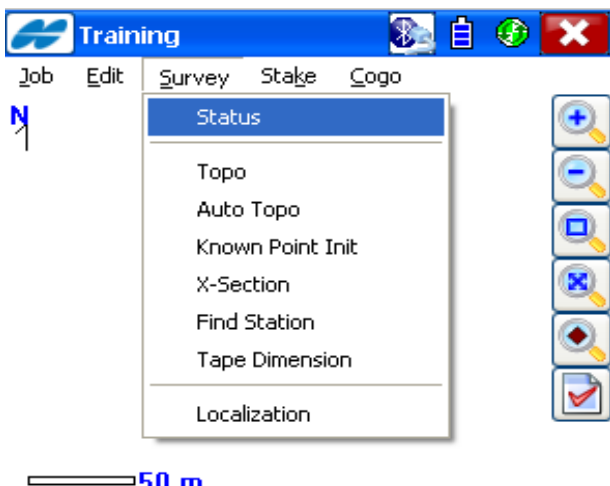 Training
Job Edit Survey Stake Cogo
N
Status
Topo
Auto Topo
Known Point Init
X-Section
Find Station
Tape Dimension
Localization
50 m